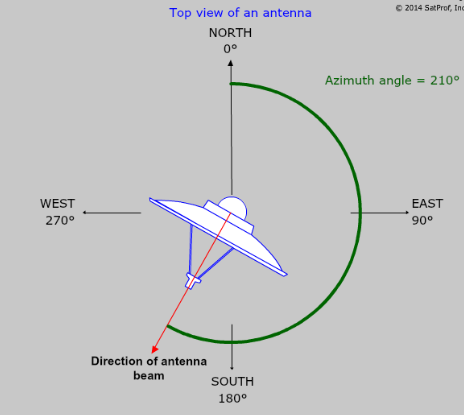 © 2014 SatProf, Inc
Top view of an antenna
NORTH
0°
Azimuth angle = 210°
WEST
270°
EAST
90°
Direction of antenna
beam
SOUTH
180°